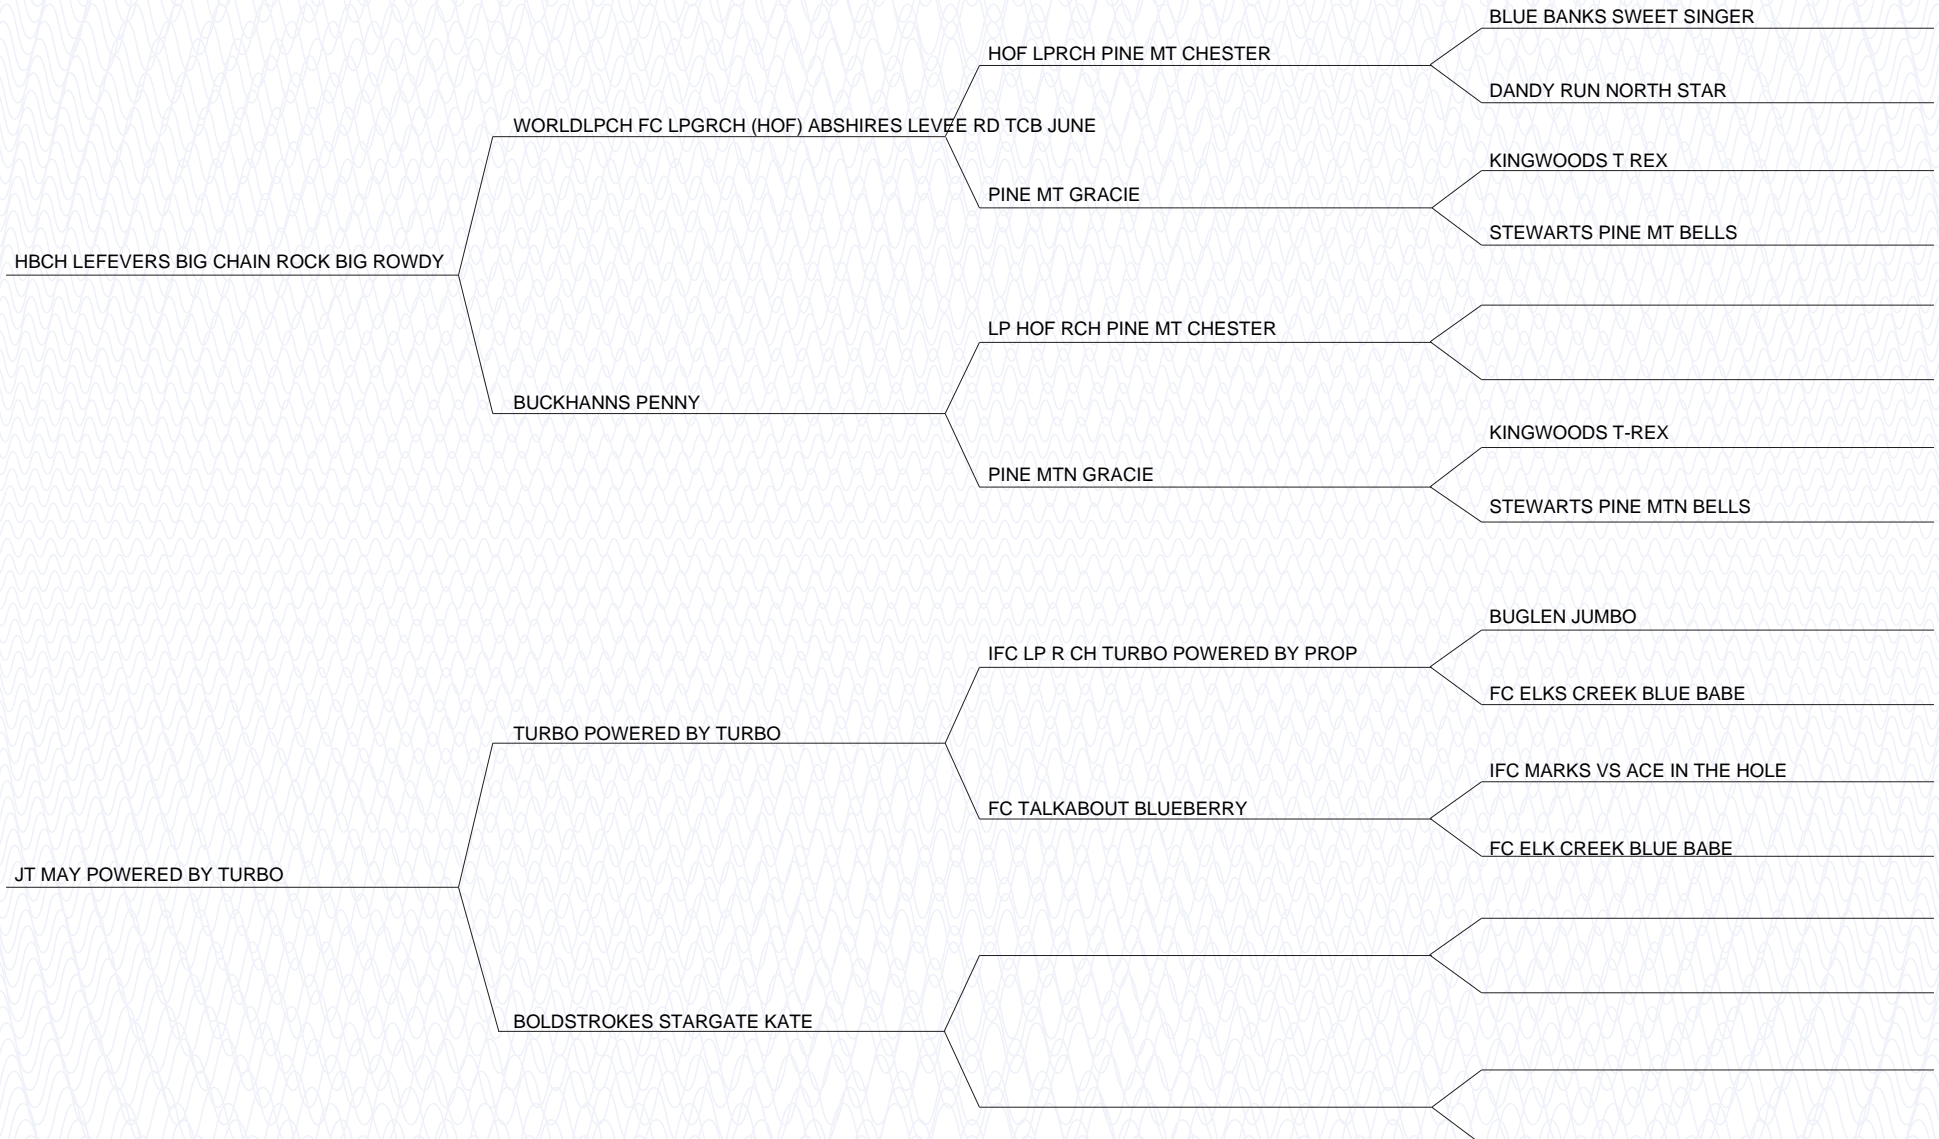 BLUE BANKS SWEET SINGER
HOF LPRCH PINE MT CHESTER
DANDY RUN NORTH STAR
WORLDLPCH FC LPGRCH (HOF) ABSHIRES LEVEE RD TCB JUNE
KINGWOODS T REX
PINE MT GRACIE
STEWARTS PINE MT BELLS
HBCH LEFEVERS BIG CHAIN ROCK BIG ROWDY
LP HOF RCH PINE MT CHESTER
BUCKHANNS PENNY
KINGWOODS T-REX
PINE MTN GRACIE
STEWARTS PINE MTN BELLS
BUGLEN JUMBO
IFC LP R CH TURBO POWERED BY PROP
FC ELKS CREEK BLUE BABE
TURBO POWERED BY TURBO
IFC MARKS VS ACE IN THE HOLE
FC TALKABOUT BLUEBERRY
FC ELK CREEK BLUE BABE
JT MAY POWERED BY TURBO
BOLDSTROKES STARGATE KATE